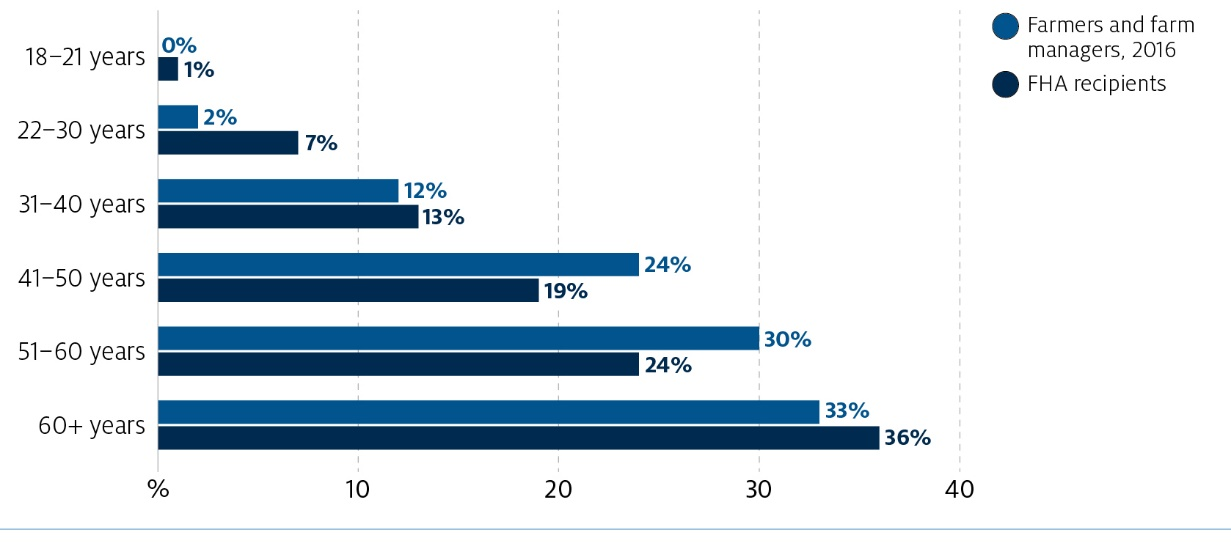 Farmers and farm
managers, 2016
FHA recipients
18–21 years
0%
1%
22–30 years
2%
7%
31–40 years
12%
13%
41–50 years
24%
19%
51–60 years
30%
24%
60+ years
33%
36%
% 10 20 30 40